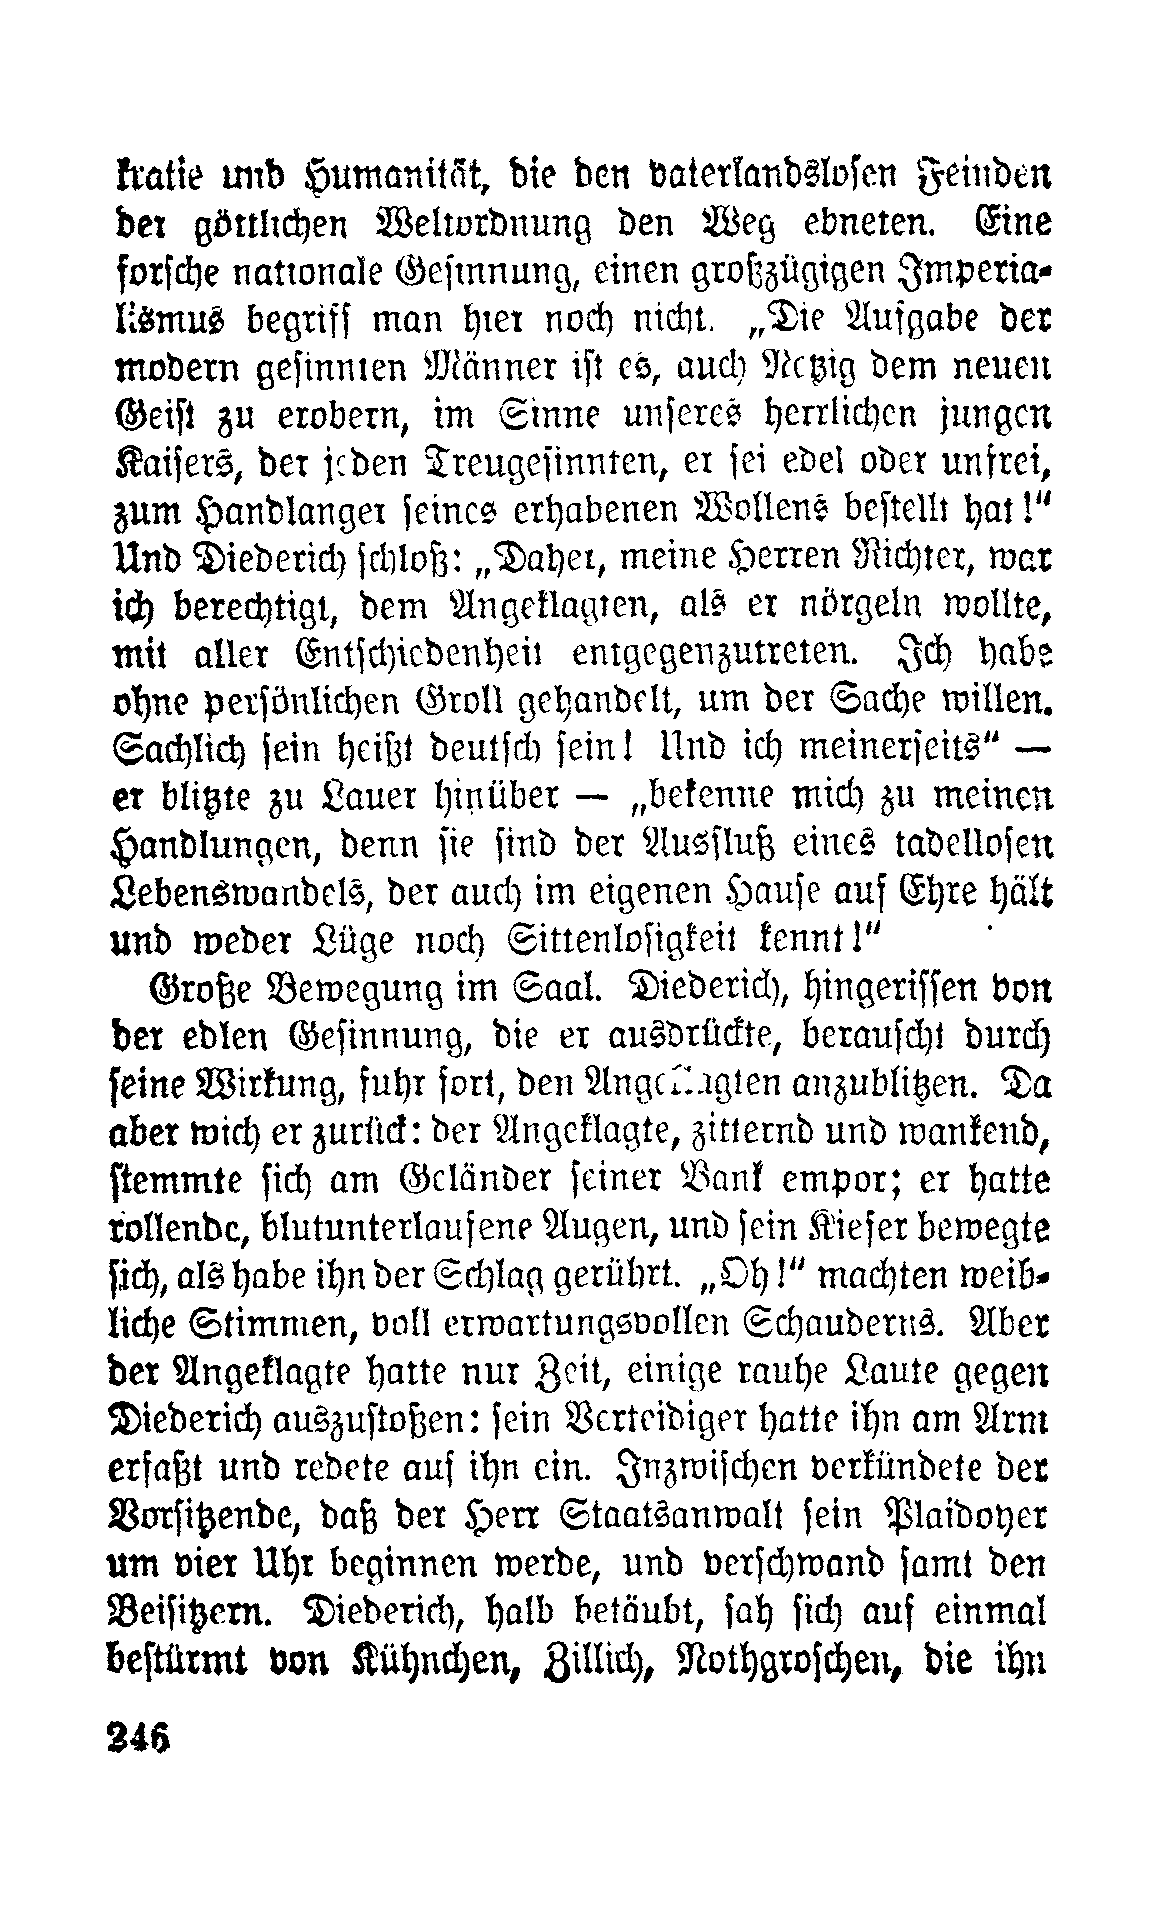 kratie und Humanität, die den vaterlandslosen Feinden
der göttlichen Weltordnung den Weg ebneten. Eine
forsche nationale Gesinnung, einen großzügigen Imperia-
lismus begriff man hier noch nicht. „Die Aufgabe der
modern gesinnten Männer ist es, auch Netzig dem neuen
Geist zu erobern, im Sinne unseres herrlichen jungen
Kaisers, der jeden Treugesinnten, er sei edel oder unfrei,
zum Handlanger seines erhabenen Wollens bestellt hat!“
Und Diederich schloß: „Daher, meine Herren Richter, war
ich berechtigt, dem Angeklagten, als er nörgeln wollte,
mit aller Entschiedenheit entgegenzutreten. Ich habe
ohne persönlichen Groll gehandelt, um der Sache willen.
Sachlich sein heißt deutsch sein! Und ich meinerseits“ —
er blitzte zu Lauer hinüber — „bekenne mich zu meinen
Handlungen, denn sie sind der Ausfluß eines tadellosen
Lebenswandels, der auch im eigenen Hause auf Ehre hält
und weder Lüge noch Sittenlosigkeit kennt!“
Große Bewegung im Saal. Diederich, hingerissen von
der edlen Gesinnung, die er ausdrückte, berauscht durch
seine Wirkung, fuhr fort, den Angeklagten anzublitzen. Da
aber wich er zurück: der Angeklagte, zitternd und wankend,
stemmte sich am Geländer seiner Bank empor; er hatte
rollende, blutunterlaufene Augen, und sein Kiefer bewegte
sich, als habe ihn der Schlag gerührt. „Oh!“ machten weib-
liche Stimmen, voll erwartungsvollen Schauderns. Aber
der Angeklagte hatte nur Zeit, einige rauhe Laute gegen
Diederich auszustoßen: sein Verteidiger hatte ihn am Arm
erfaßt und redete auf ihn ein. Inzwischen verkündete der
Vorsitzende, daß der Herr Staatsanwalt sein Plaidoyer
um vier Uhr beginnen werde, und verschwand samt den
Beisitzern. Diederich, halb betäubt, sah sich auf einmal
bestürmt von Kühnchen, Zillich, Nothgroschen, die ihn
246